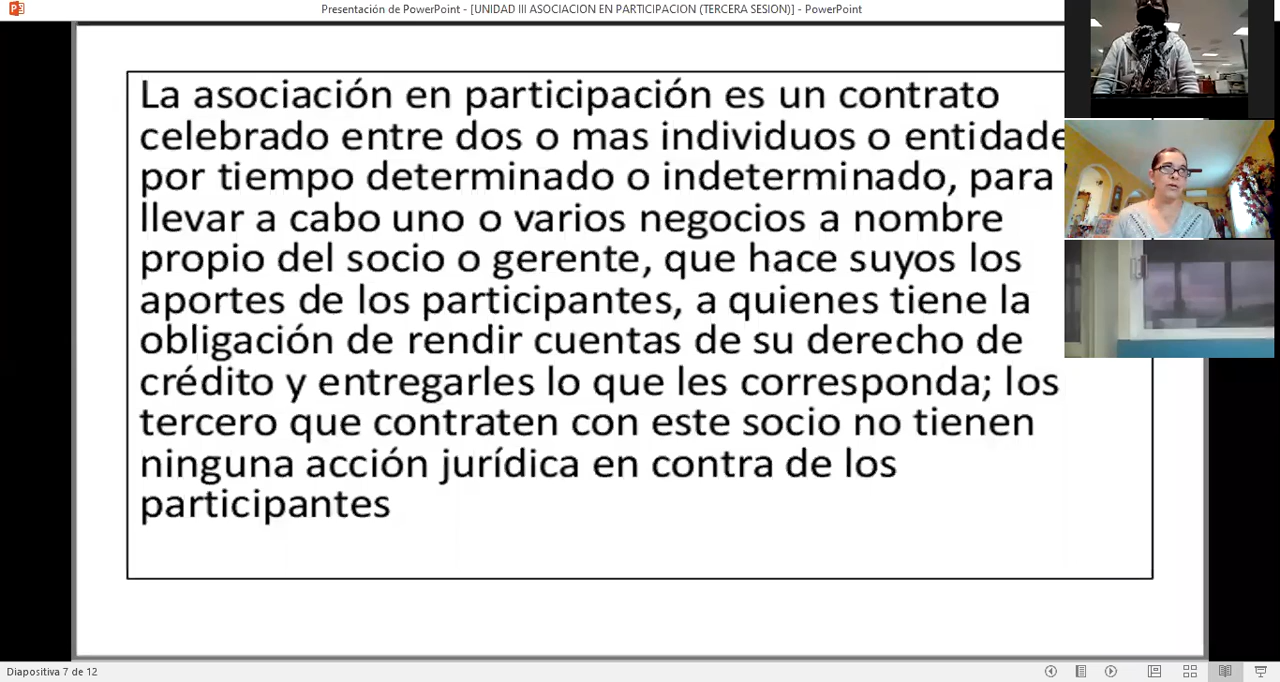 Presentación de PowerPoint - [UNIDAD III ASOCIACION EN PARTICIPACION (TERCERA SESION)] - PowerPoint
La asociación en participación es un contrato
celebrado entre dos o mas individuos o entidade
por tiempo determinado o indeterminado, para
llevar a cabo uno o varios negocios a nombre
propio del socio o gerente, que hace suyos los
aportes de los participantes, a quienes tiene la
obligación de rendir cuentas de su derecho de
crédito y entregarles lo que les corresponda; los
tercero que contraten con este socio no tienen
ninguna acción jurídica en contra de los
participantes
Diapositiva 7 de 12